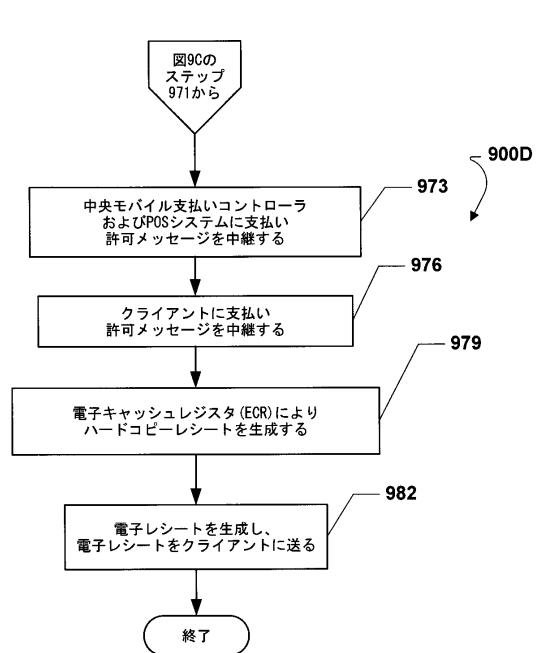 図9Cの
ステップ
971から
900D
973
中央モバイル支払いコントローラ
およびPOSシステムに支払い
許可メッセージを中継する
976
クライアントに支払い
許可メッセージを中継する
979
電子キャッシュレジスタ(ECR)により
ハードコピーレシートを生成する
982
電子レシートを生成し、
電子レシートをクライアントに送る
終了